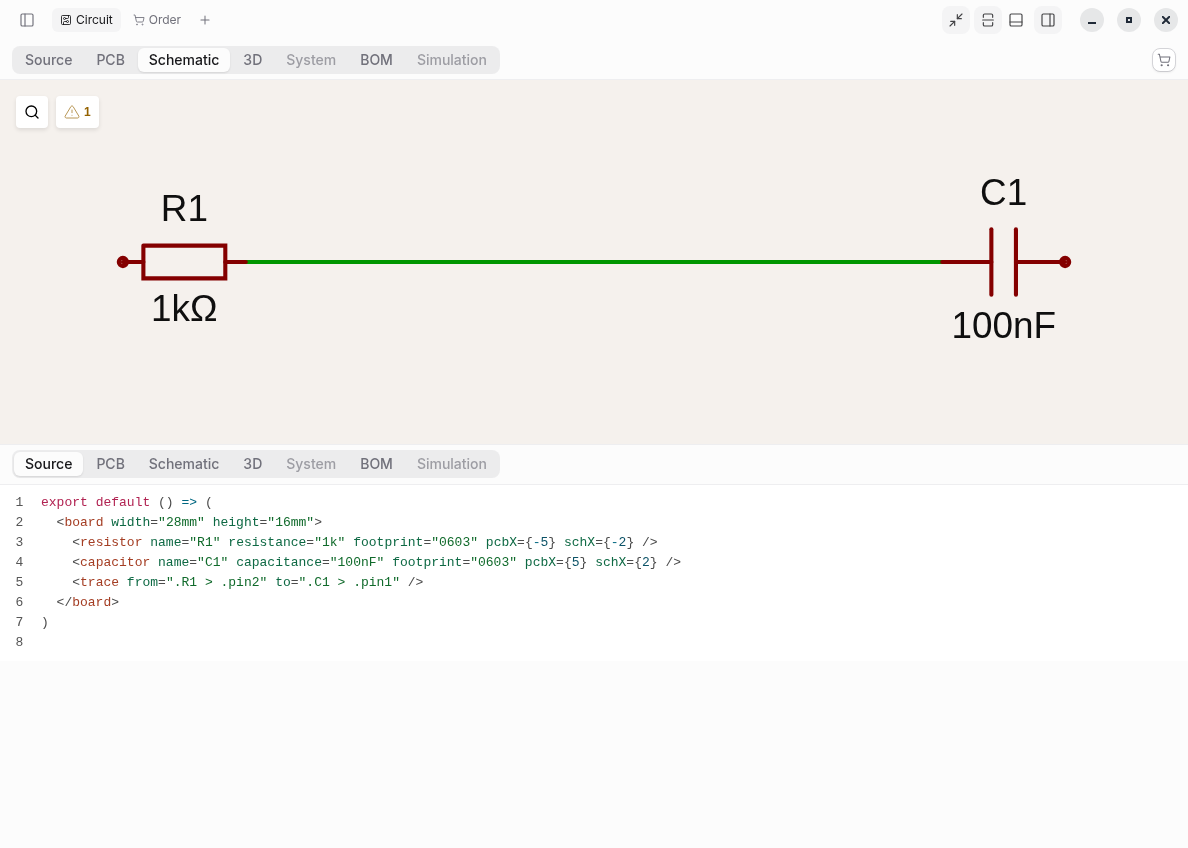 Circuit Order
Source PCB Schematic 3D System BOM Simulation
1
R1
1kΩ
C1
100nF
Source PCB Schematic 3D System BOM Simulation
1 export default () => (
2   <board width="28mm" height="16mm">
3     <resistor name="R1" resistance="1k" footprint="0603" pcbX={-5} schX={-2} />
4     <capacitor name="C1" capacitance="100nF" footprint="0603" pcbX={5} schX={2} />
5     <trace from=".R1 > .pin2" to=".C1 > .pin1" />
6   </board>
7 )
8